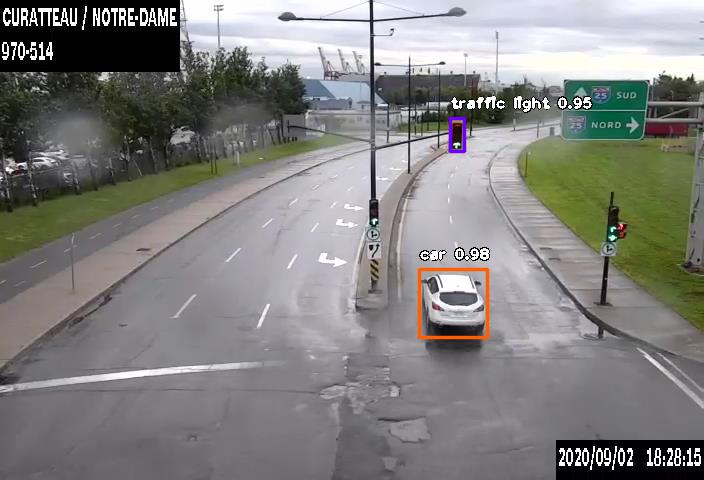 CURATTEAU / NOTRE-DAME
970-514
traffic light 0.95
25 SUD
25 NORD
car 0.98
2020/09/02 18:28:15